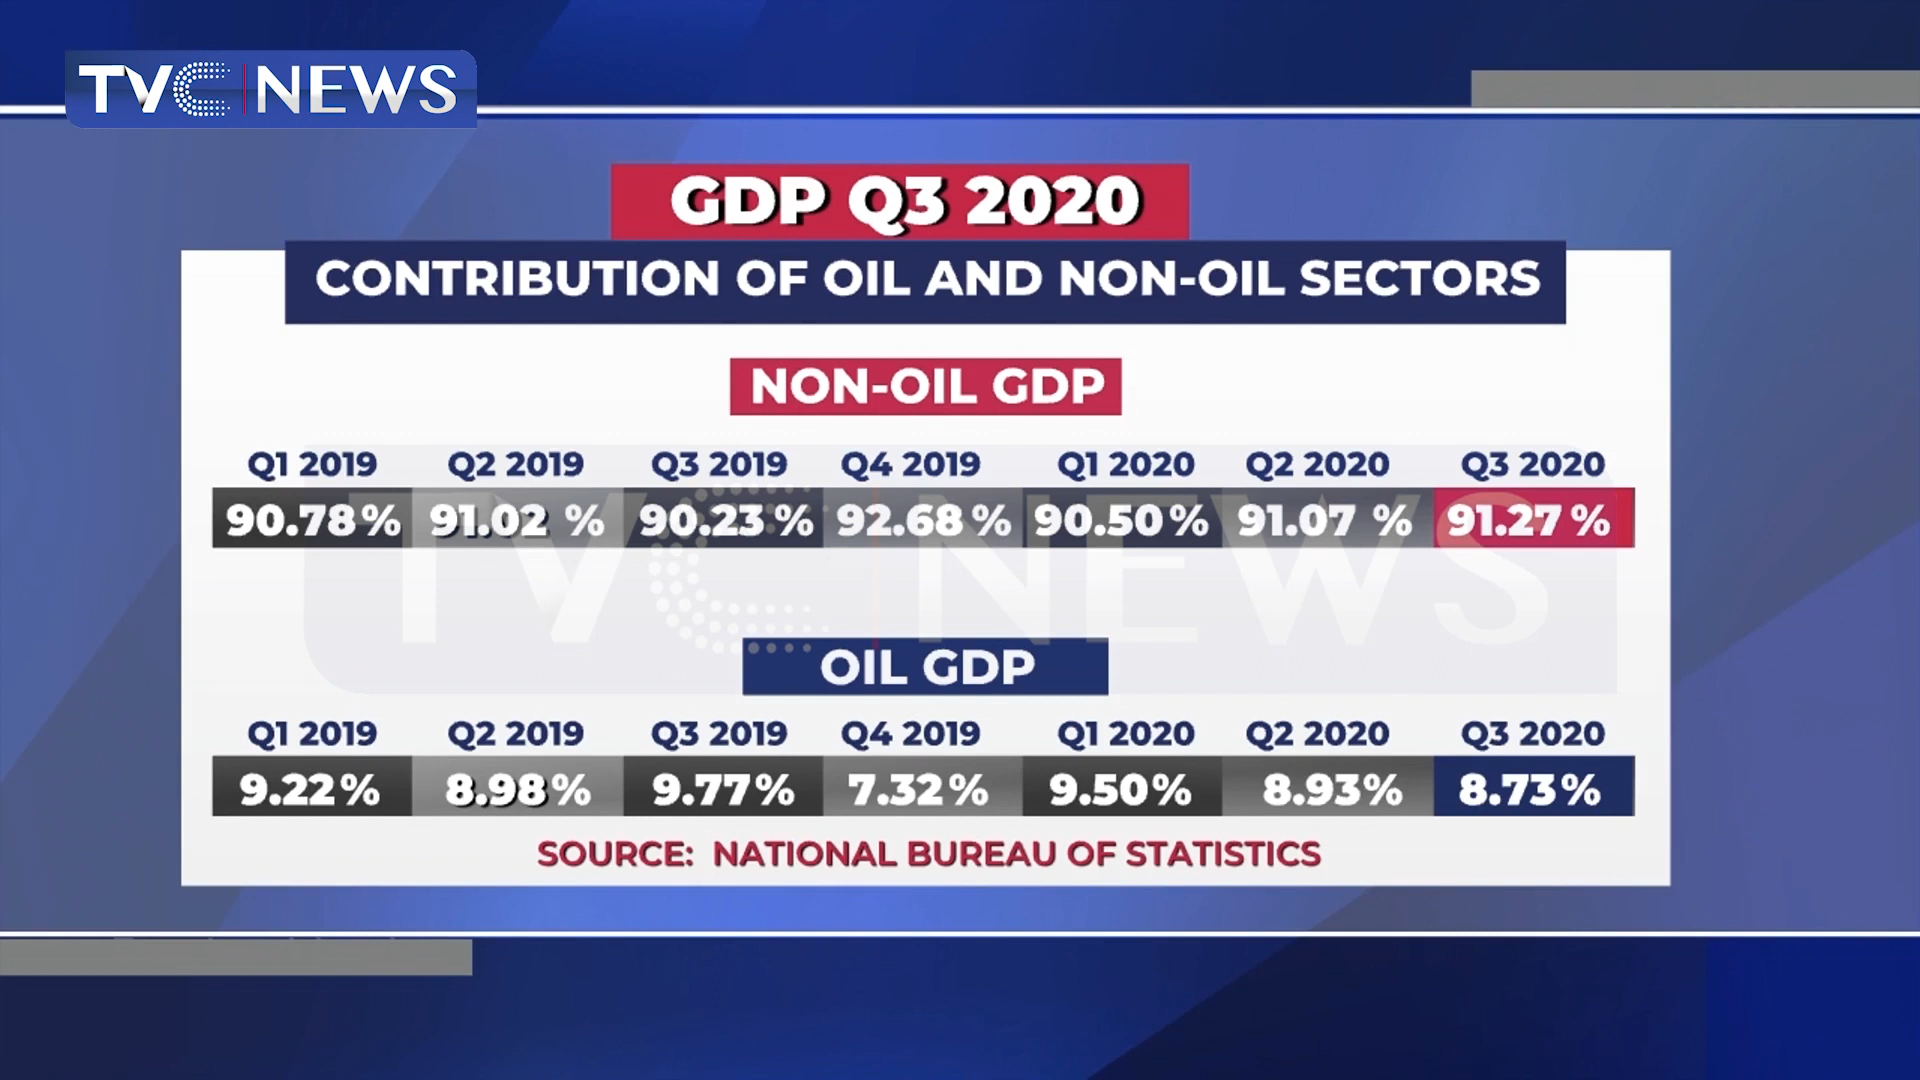 TVC NEWS
GDP Q3 2020
CONTRIBUTION OF OIL AND NON-OIL SECTORS
NON-OIL GDP
Q1 2019 Q2 2019 Q3 2019 Q4 2019 Q1 2020 Q2 2020 Q3 2020
90.78% 91.02 % 90.23% 92.68% 90.50% 91.07 % 91.27%
TVC NEWS
OIL GDP
Q1 2019 Q2 2019 Q3 2019 Q4 2019 Q1 2020 Q2 2020 Q3 2020
9.22% 8.98% 9.77% 7.32% 9.50% 8.93% 8.73%
SOURCE: NATIONAL BUREAU OF STATISTICS